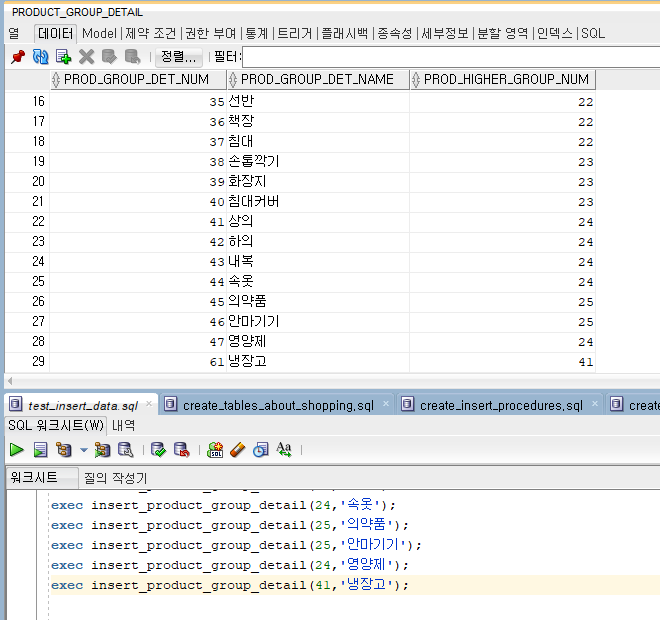 PRODUCT_GROUP_DETAIL
열 데이터 Model 제약 조건 권한 부여 통계 트리거 플래시백 종속성 세부정보 분할 영역 인덱스 SQL
정렬... 필터:
PROD_GROUP_DET_NUM PROD_GROUP_DET_NAME PROD_HIGHER_GROUP_NUM
16 35 선반 22
17 36 책장 22
18 37 침대 22
19 38 손톱깍기 23
20 39 화장지 23
21 40 침대커버 23
22 41 상의 24
23 42 하의 24
24 43 내복 24
25 44 속옷 24
26 45 의약품 25
27 46 안마기기 25
28 47 영양제 24
29 61 냉장고 41
test_insert_data.sql create_tables_about_shopping.sql create_insert_procedures.sql create
SQL 워크시트(W) 내역
워크시트 질의 작성기
exec insert_product_group_detail(24,'속옷');
exec insert_product_group_detail(25,'의약품');
exec insert_product_group_detail(25,'안마기기');
exec insert_product_group_detail(24,'영양제');
exec insert_product_group_detail(41,'냉장고');